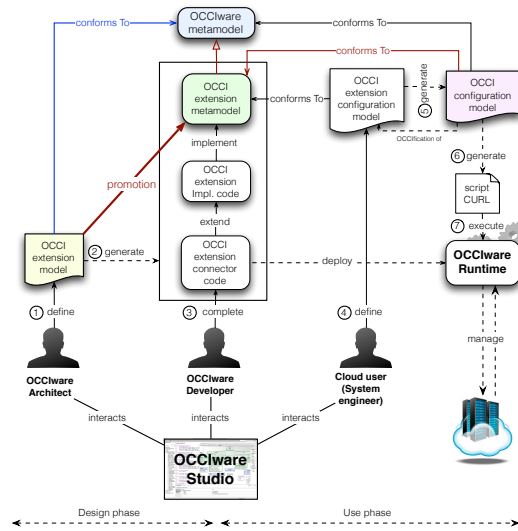 OCCIware
metamodel
conforms To
conforms To
conforms To
OCCI
extension
metamodel
conforms To
OCCI
extension
configuration
model
5 generate
OCCI
configuration
model
OCCIfication of
implement
6 generate
promotion
OCCI
extension
Impl. code
script
CURL
extend
7 execute
OCCI
extension
model
2 generate
OCCI
extension
connector
code
deploy
OCCIware
Runtime
1 define
3 complete
4 define
manage
OCCIware
Architect
OCCIware
Developer
Cloud user
(System
engineer)
interacts
interacts
interacts
OCCIware
Studio
Design phase
Use phase